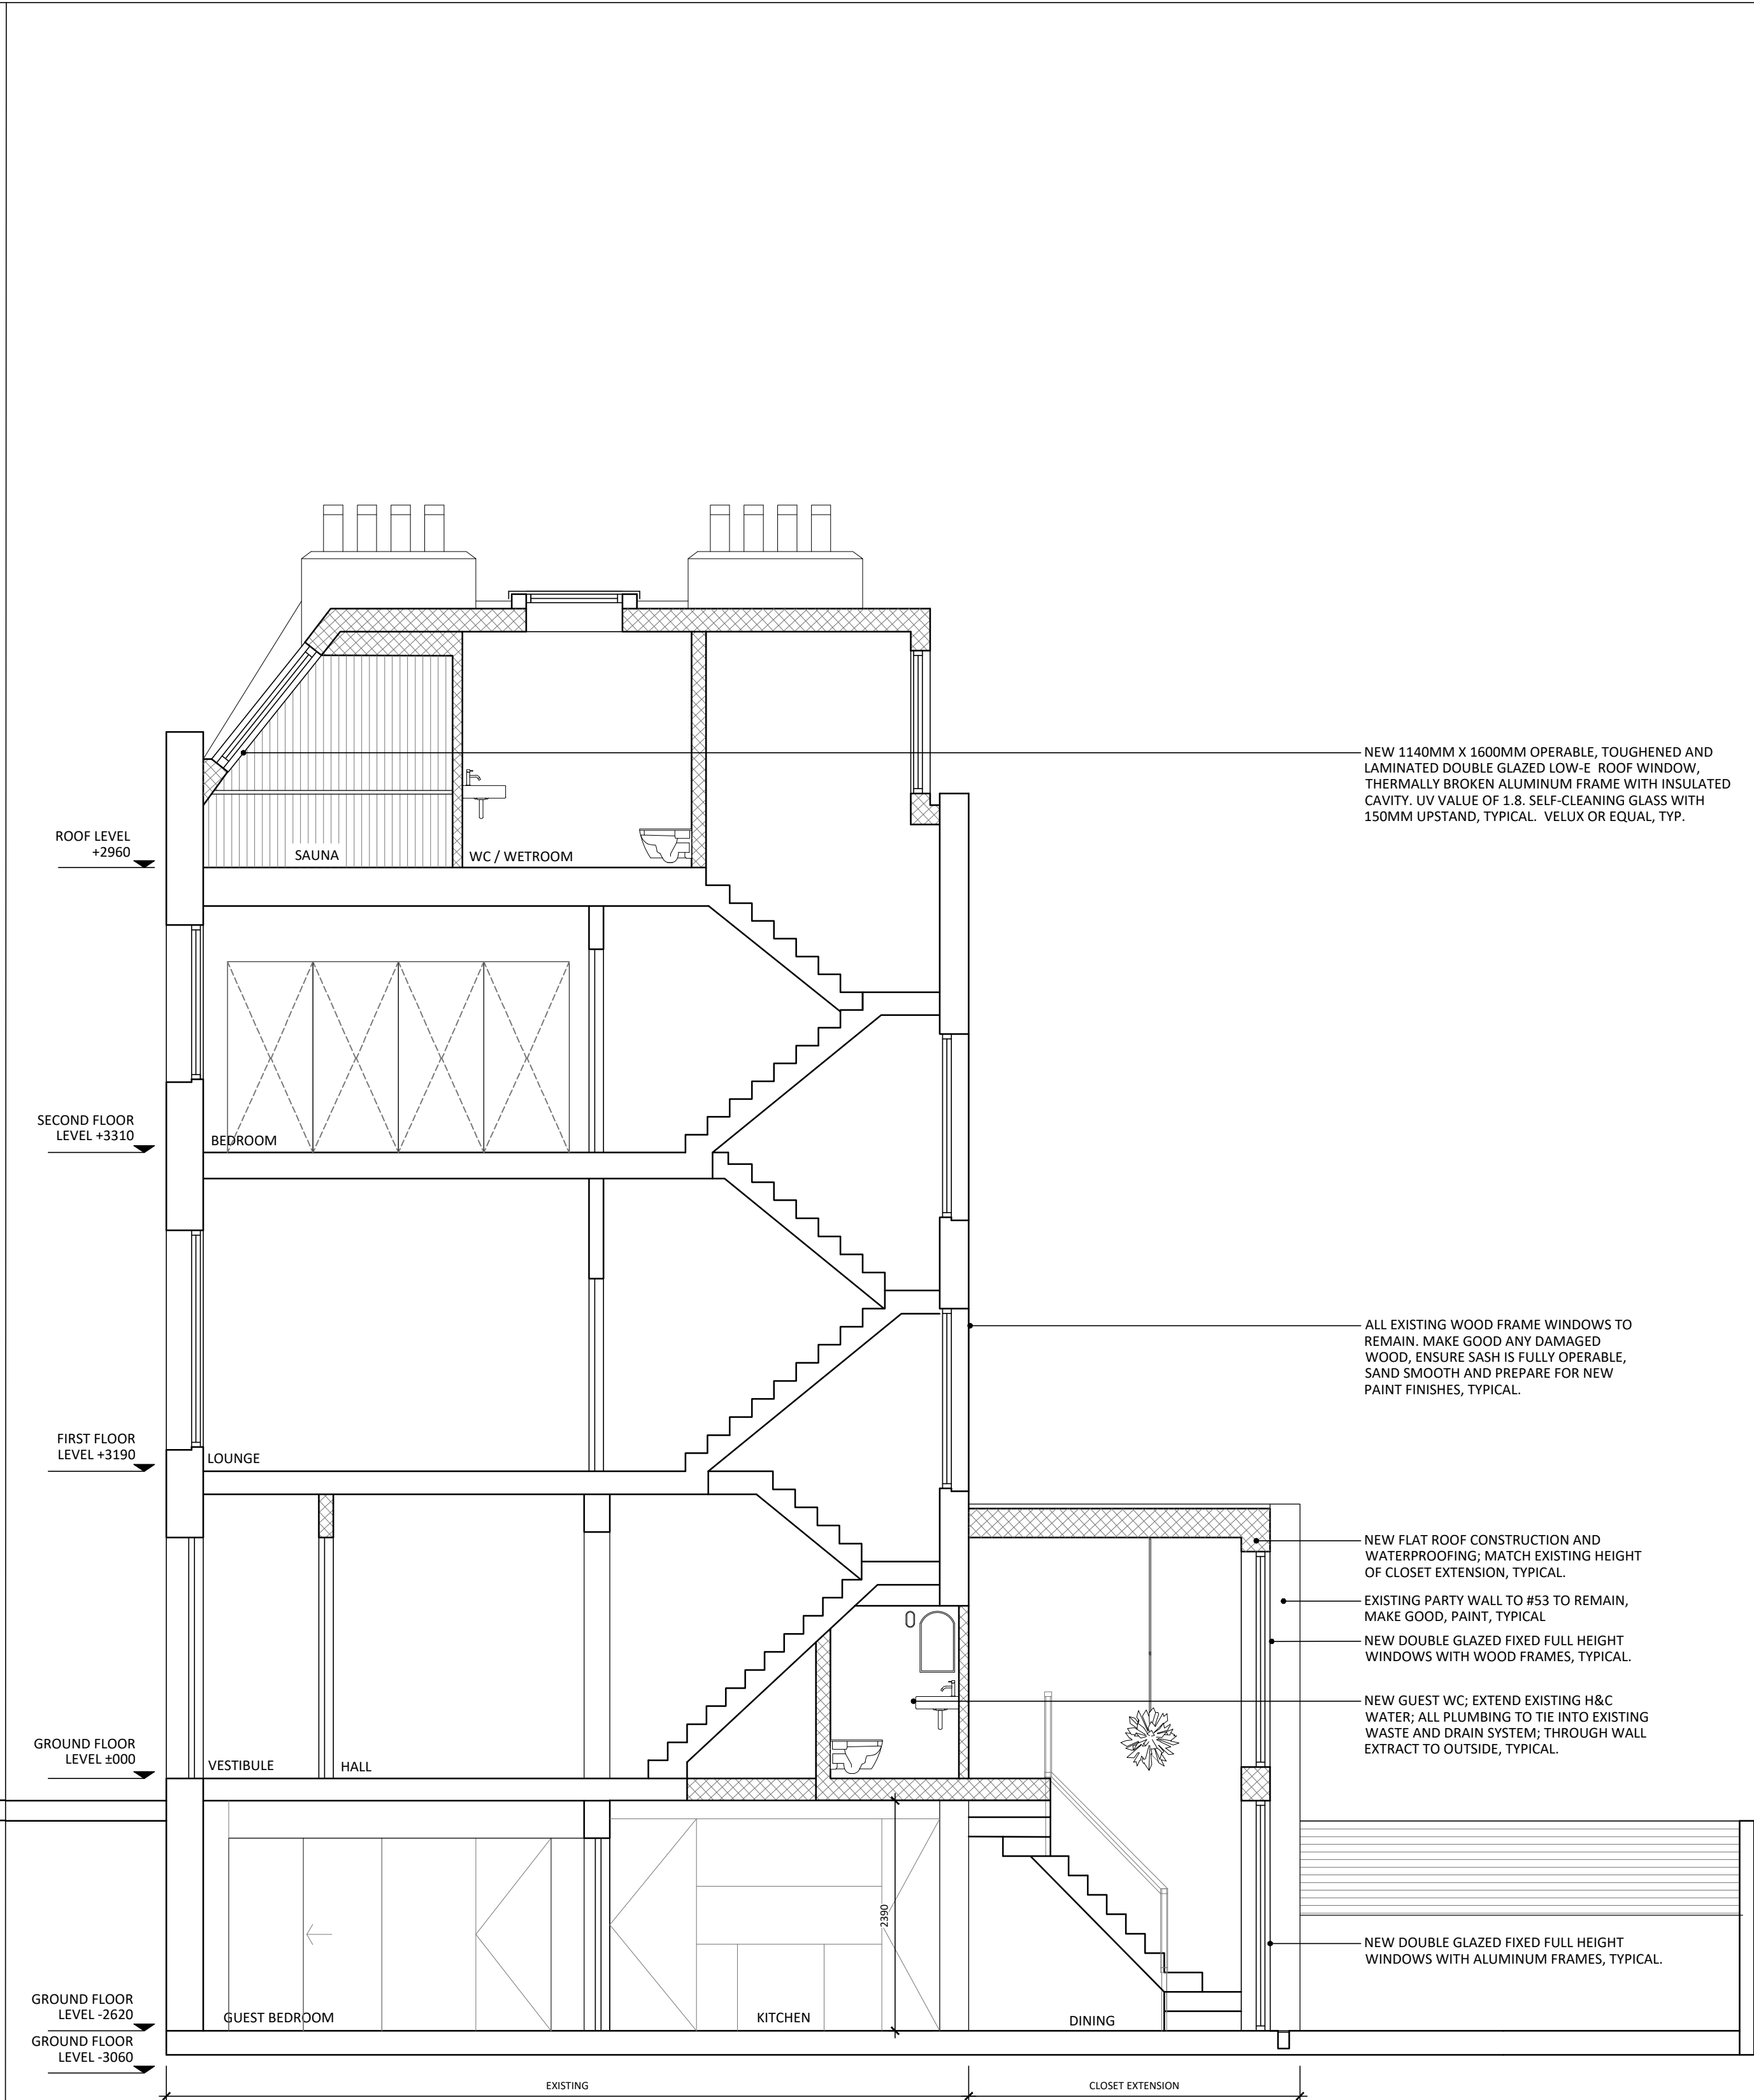 NEW 1140MM X 1600MM OPERABLE, TOUGHENED AND
LAMINATED DOUBLE GLAZED LOW-E ROOF WINDOW,
THERMALLY BROKEN ALUMINUM FRAME WITH INSULATED
CAVITY. UV VALUE OF 1.8. SELF-CLEANING GLASS WITH
150MM UPSTAND, TYPICAL. VELUX OR EQUAL, TYP.
ROOF LEVEL
+2960
SAUNA
WC / WETROOM
SECOND FLOOR
LEVEL +3310
BEDROOM
ALL EXISTING WOOD FRAME WINDOWS TO
REMAIN. MAKE GOOD ANY DAMAGED
WOOD, ENSURE SASH IS FULLY OPERABLE,
SAND SMOOTH AND PREPARE FOR NEW
PAINT FINISHES, TYPICAL.
FIRST FLOOR
LEVEL +3190
LOUNGE
NEW FLAT ROOF CONSTRUCTION AND
WATERPROOFING; MATCH EXISTING HEIGHT
OF CLOSET EXTENSION, TYPICAL.
EXISTING PARTY WALL TO #53 TO REMAIN,
MAKE GOOD, PAINT, TYPICAL
NEW DOUBLE GLAZED FIXED FULL HEIGHT
WINDOWS WITH WOOD FRAMES, TYPICAL.
NEW GUEST WC; EXTEND EXISTING H&C
WATER; ALL PLUMBING TO TIE INTO EXISTING
WASTE AND DRAIN SYSTEM; THROUGH WALL
EXTRACT TO OUTSIDE, TYPICAL.
GROUND FLOOR
LEVEL ±000
VESTIBULE
HALL
2390
NEW DOUBLE GLAZED FIXED FULL HEIGHT
WINDOWS WITH ALUMINUM FRAMES, TYPICAL.
GROUND FLOOR
LEVEL -2620
GUEST BEDROOM
KITCHEN
DINING
GROUND FLOOR
LEVEL -3060
EXISTING
CLOSET EXTENSION